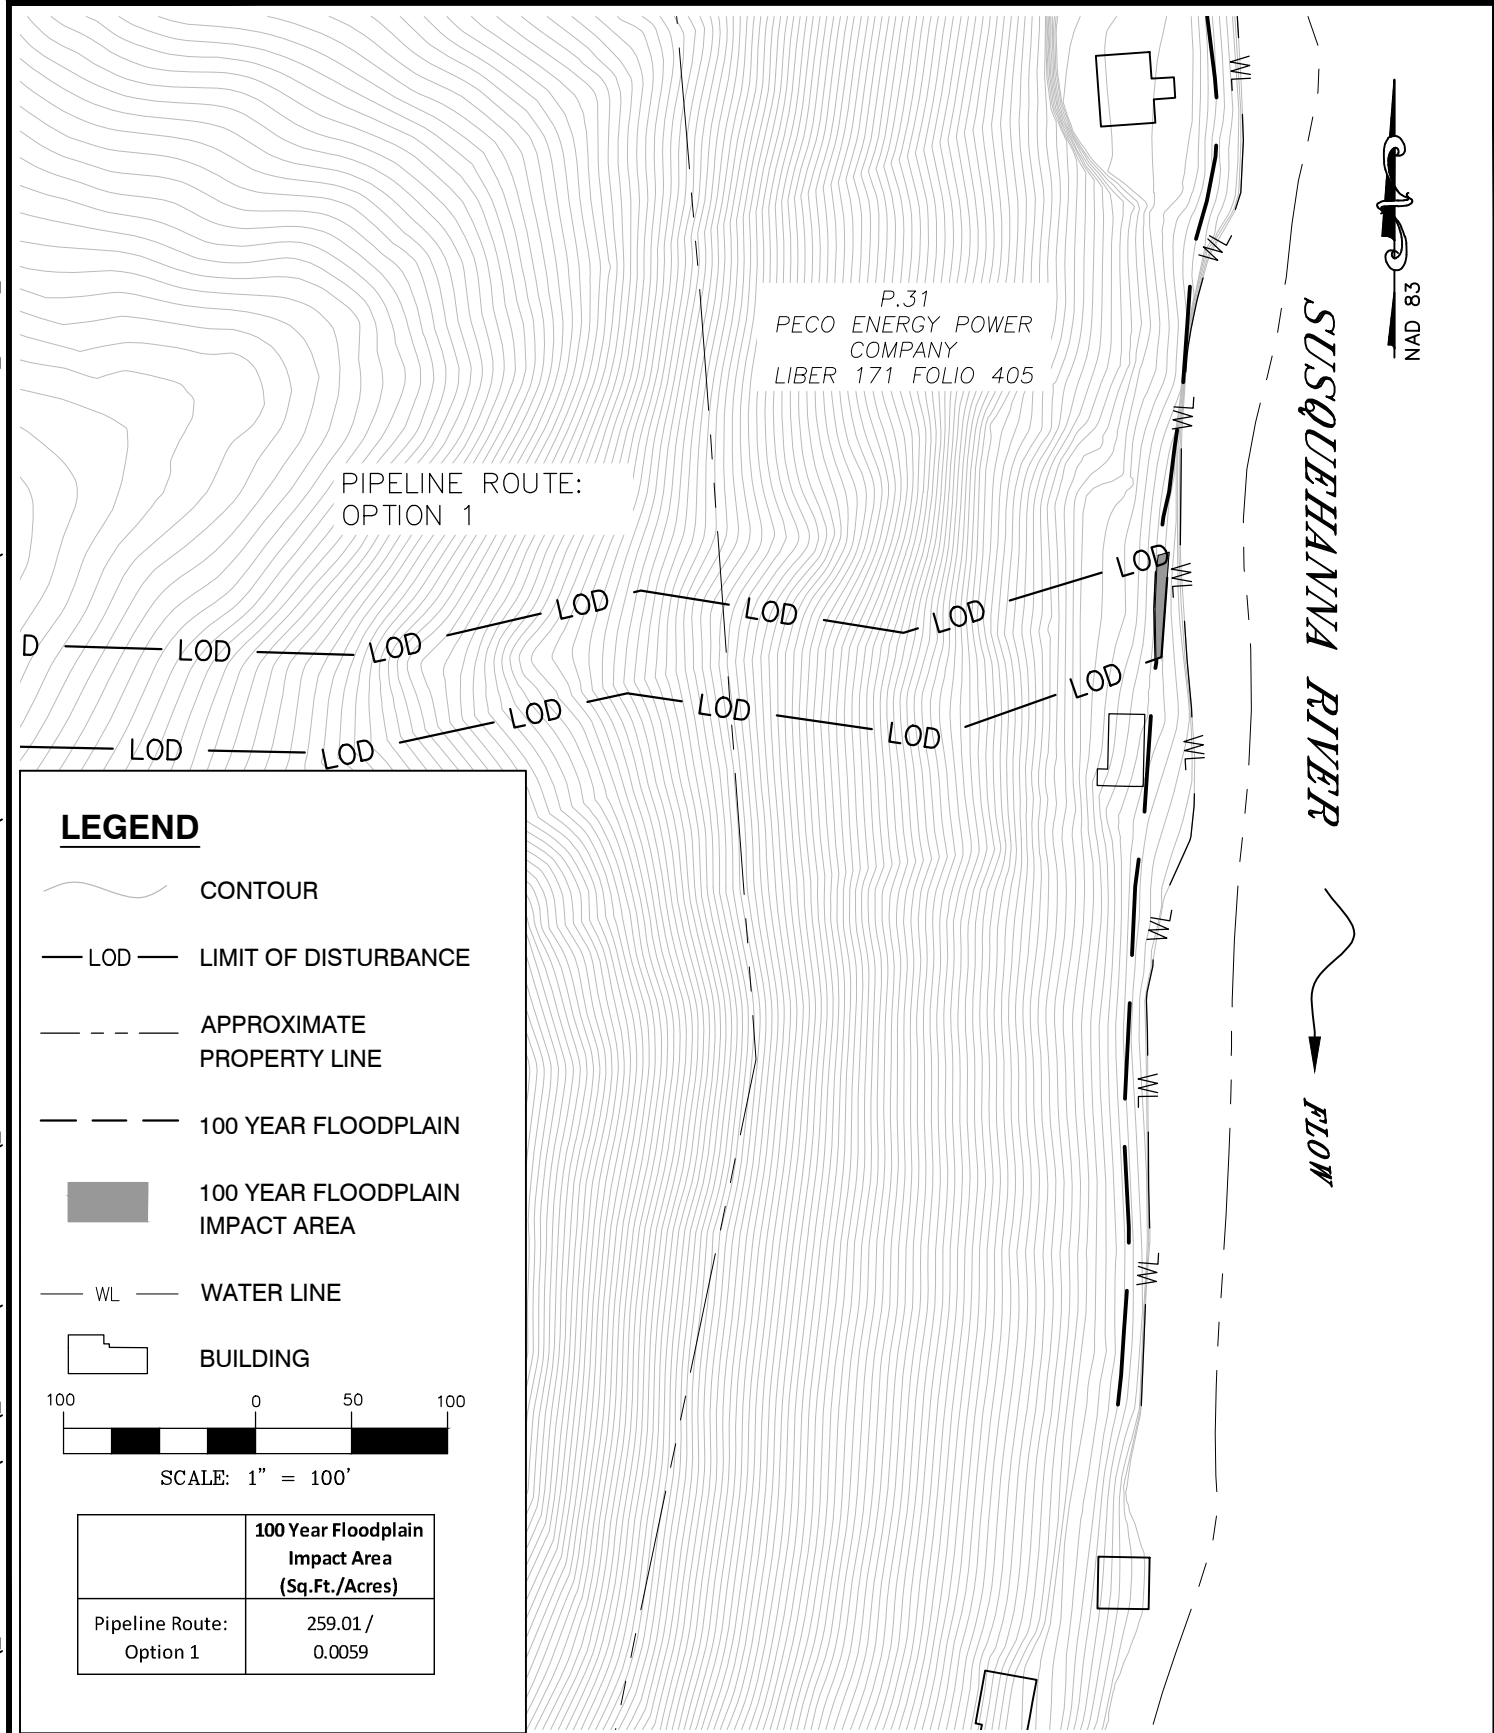 WL
NAD 83
P.31
PECO ENERGY POWER
COMPANY
LIBER 171 FOLIO 405
SUSQUEHANNA RIVER
WL
WL
PIPELINE ROUTE:
OPTION 1
LOD
WL
LOD
LOD
LOD
D
LOD
LOD
LOD
LOD
LOD
LOD
LOD
LOD
WL
LEGEND
CONTOUR
LOD
LIMIT OF DISTURBANCE
WL
APPROXIMATE
PROPERTY LINE
100 YEAR FLOODPLAIN
WL
FLOW
100 YEAR FLOODPLAIN
IMPACT AREA
WL
WATER LINE
WL
BUILDING
100 0 50 100
SCALE: 1" = 100'
100 Year Floodplain
Impact Area
(Sq.Ft./Acres)
Pipeline Route:
Option 1
259.01 /
0.0059